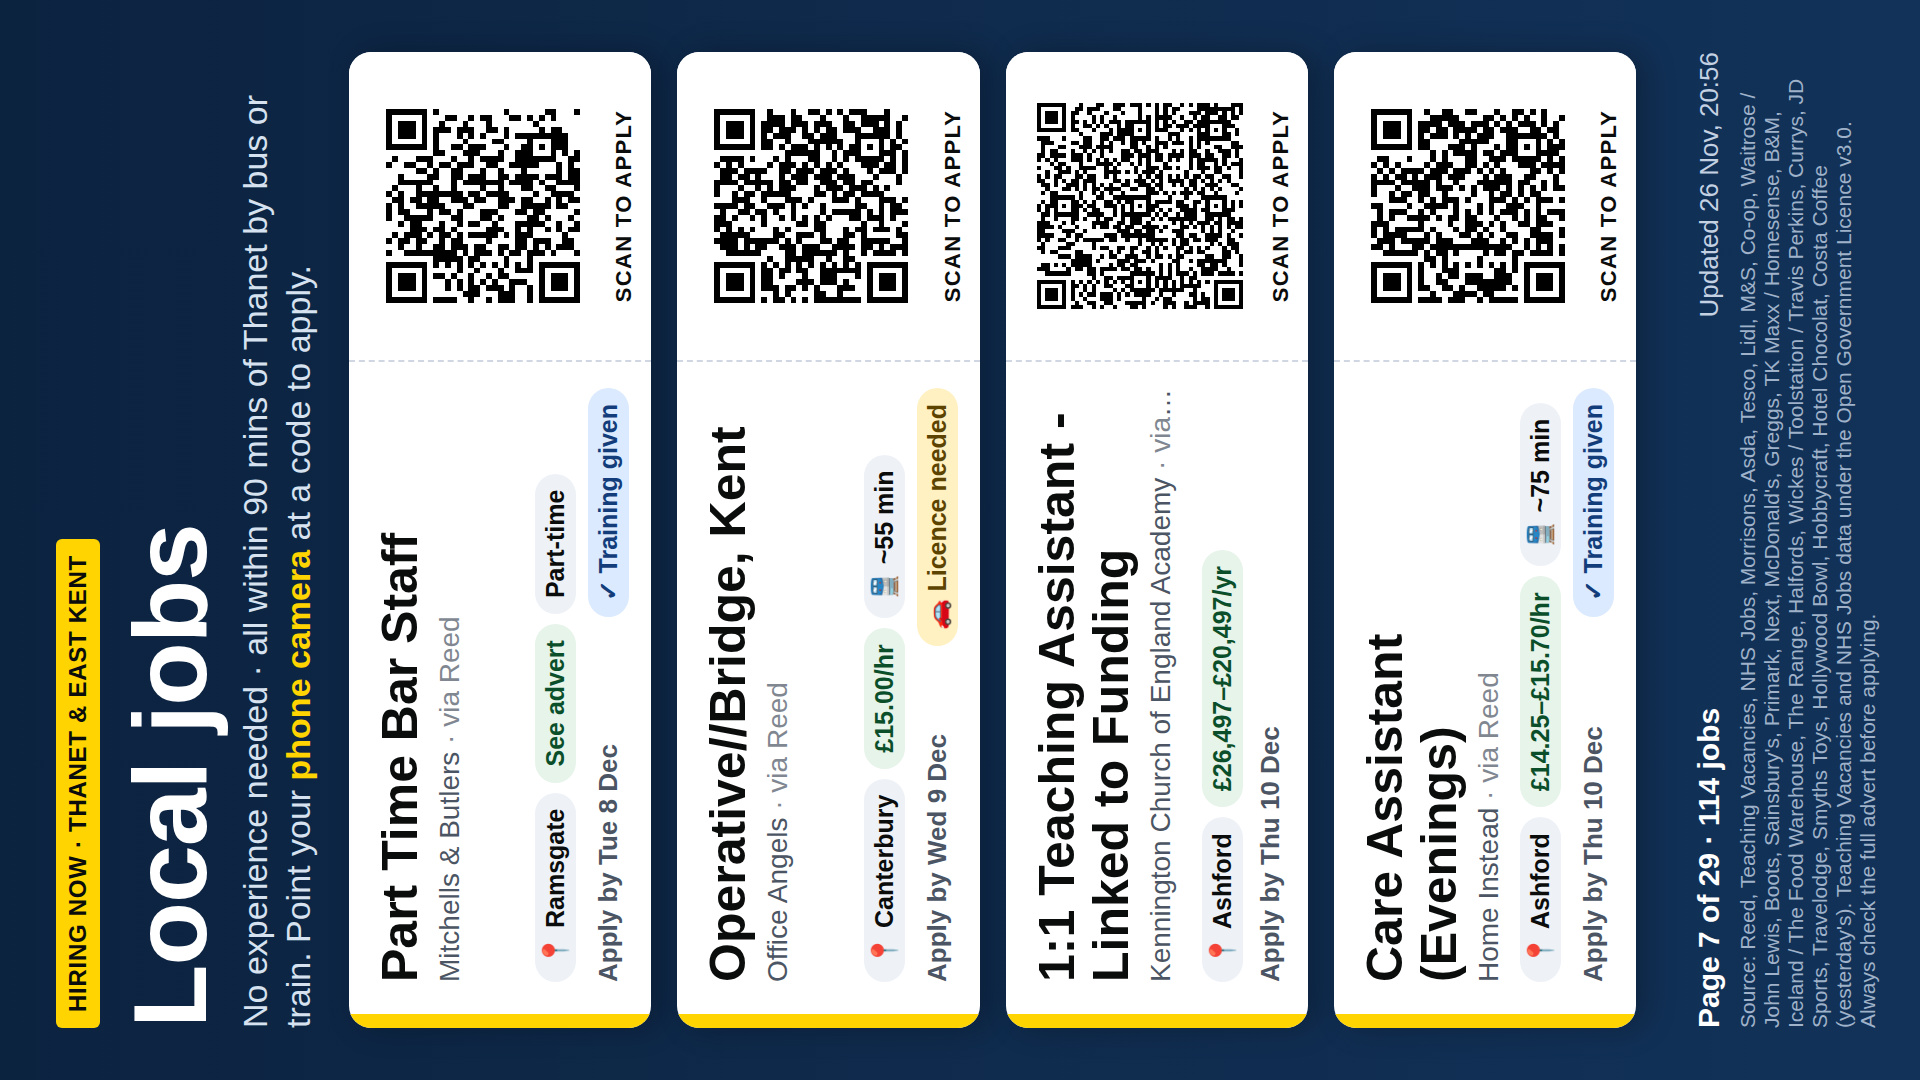 HIRING NOW · THANET & EAST KENT
Local jobs
No experience needed · all within 90 mins of Thanet by bus or
train. Point your phone camera at a code to apply.
Part Time Bar Staff
Mitchells & Butlers · via Reed
📍 Ramsgate
See advert
Part-time
Apply by Tue 8 Dec
✓ Training given
SCAN TO APPLY
Operative//Bridge, Kent
Office Angels · via Reed
📍 Canterbury
£15.00/hr
🚆 ~55 min
Apply by Wed 9 Dec
🚗 Licence needed
SCAN TO APPLY
1:1 Teaching Assistant -
Linked to Funding
Kennington Church of England Academy · via…
📍 Ashford
£26,497–£20,497/yr
Apply by Thu 10 Dec
SCAN TO APPLY
Care Assistant
(Evenings)
Home Instead · via Reed
📍 Ashford
£14.25–£15.70/hr
🚆 ~75 min
Apply by Thu 10 Dec
✓ Training given
SCAN TO APPLY
Page 7 of 29 · 114 jobs
Updated 26 Nov, 20:56
Source: Reed, Teaching Vacancies, NHS Jobs, Morrisons, Asda, Tesco, Lidl, M&S, Co-op, Waitrose /
John Lewis, Boots, Sainsbury's, Primark, Next, McDonald's, Greggs, TK Maxx / Homesense, B&M,
Iceland / The Food Warehouse, The Range, Halfords, Wickes / Toolstation / Travis Perkins, Currys, JD
Sports, Travelodge, Smyths Toys, Hollywood Bowl, Hobbycraft, Hotel Chocolat, Costa Coffee
(yesterday's). Teaching Vacancies and NHS Jobs data under the Open Government Licence v3.0.
Always check the full advert before applying.